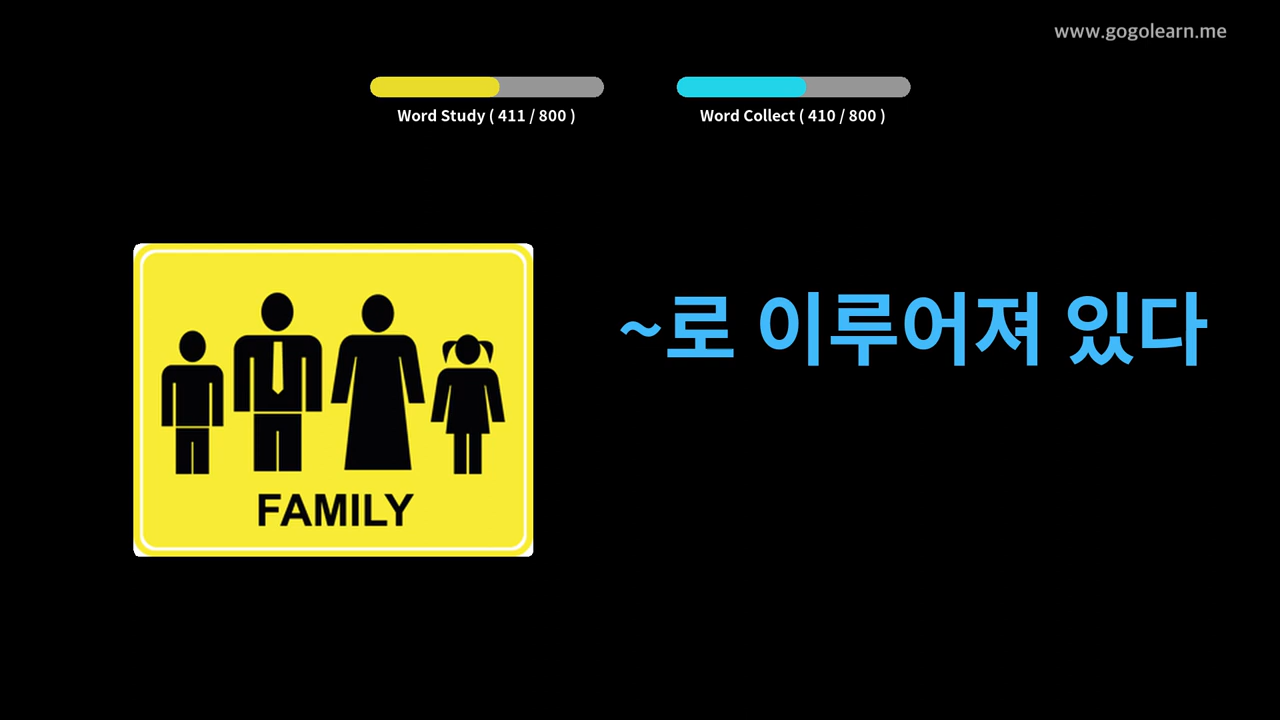 www.gogolearn.me
Word Study ( 411 / 800 )
Word Collect ( 410 / 800 )
~로 이루어져 있다
FAMILY